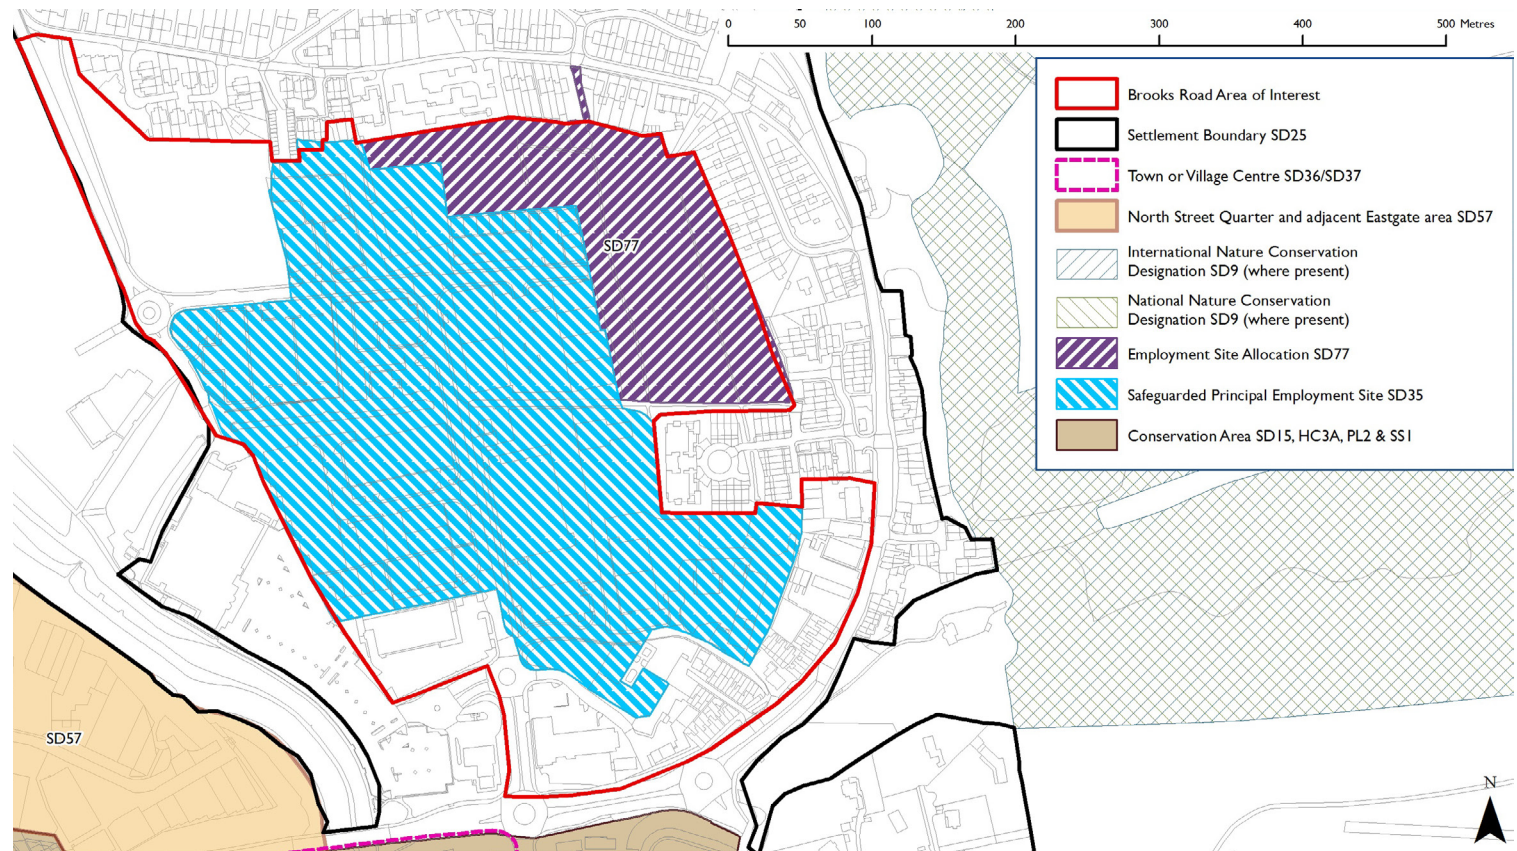 0 50 100 200 300 400 500 Metres
Brooks Road Area of Interest
Settlement Boundary SD25
Town or Village Centre SD36/SD37
North Street Quarter and adjacent Eastgate area SD57
International Nature Conservation
Designation SD9 (where present)
National Nature Conservation
Designation SD9 (where present)
Employment Site Allocation SD77
Safeguarded Principal Employment Site SD35
Conservation Area SD15, HC3A, PL2 & SS1
SD77
SD57
N